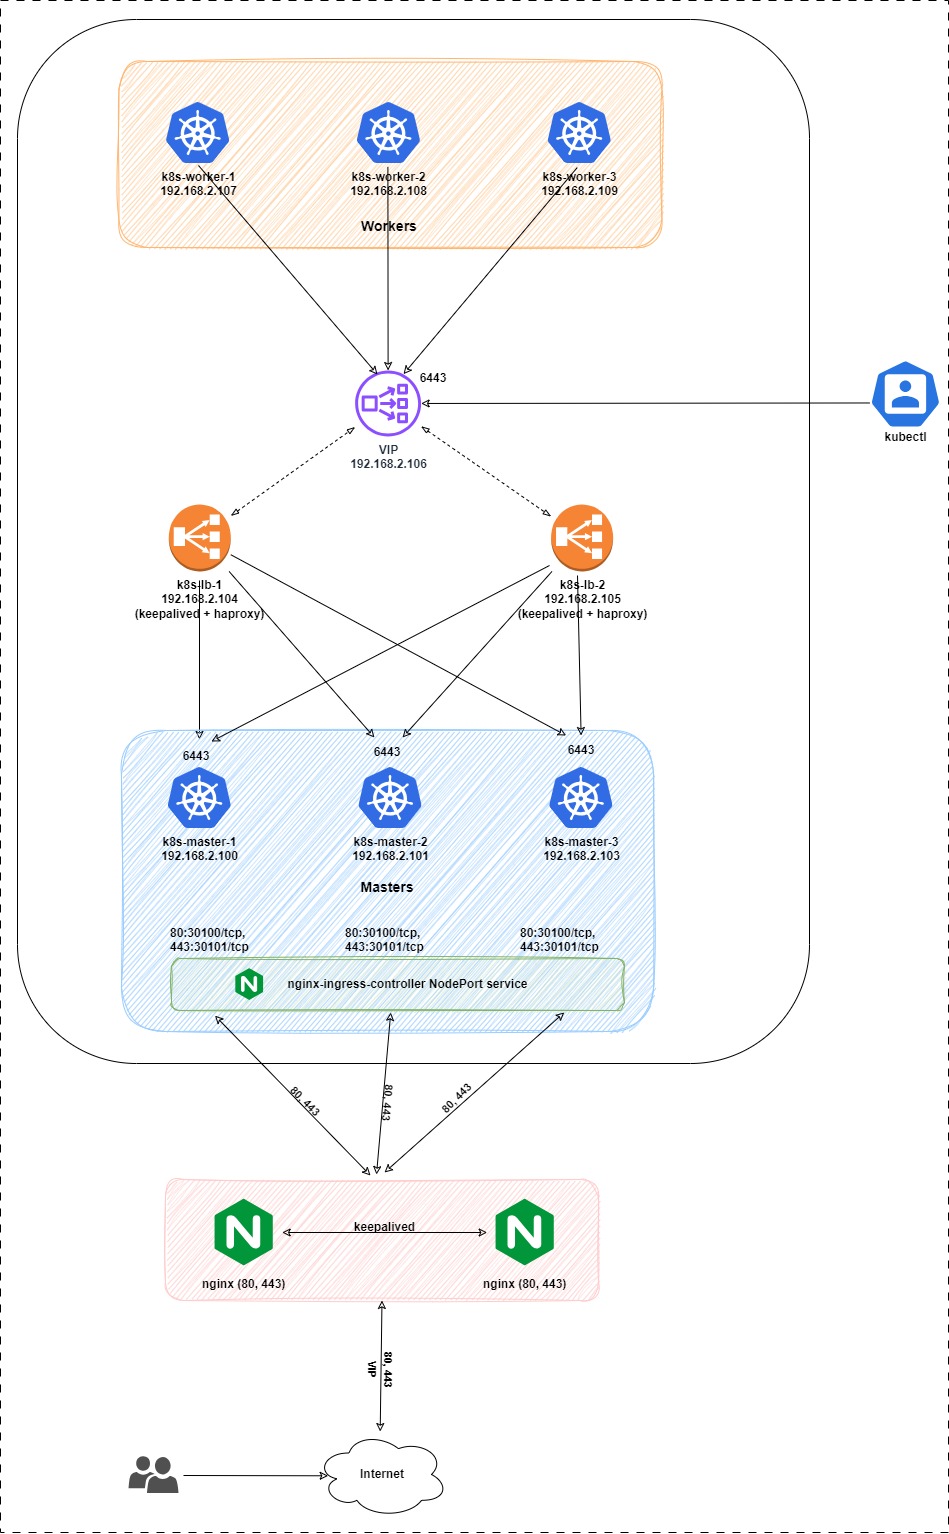 k8s-worker-1
192.168.2.107
k8s-worker-2
192.168.2.108
k8s-worker-3
192.168.2.109
Workers
6443
VIP
192.168.2.106
kubectl
k8s-lb-1
192.168.2.104
(keepalived + haproxy)
k8s-lb-2
192.168.2.105
(keepalived + haproxy)
6443
6443
6443
k8s-master-1
192.168.2.100
k8s-master-2
192.168.2.101
k8s-master-3
192.168.2.103
Masters
80:30100/tcp,
443:30101/tcp
80:30100/tcp,
443:30101/tcp
80:30100/tcp,
443:30101/tcp
nginx-ingress-controller NodePort service
80, 443
80, 443
80, 443
keepalived
nginx (80, 443)
nginx (80, 443)
80, 443
VIP
Internet